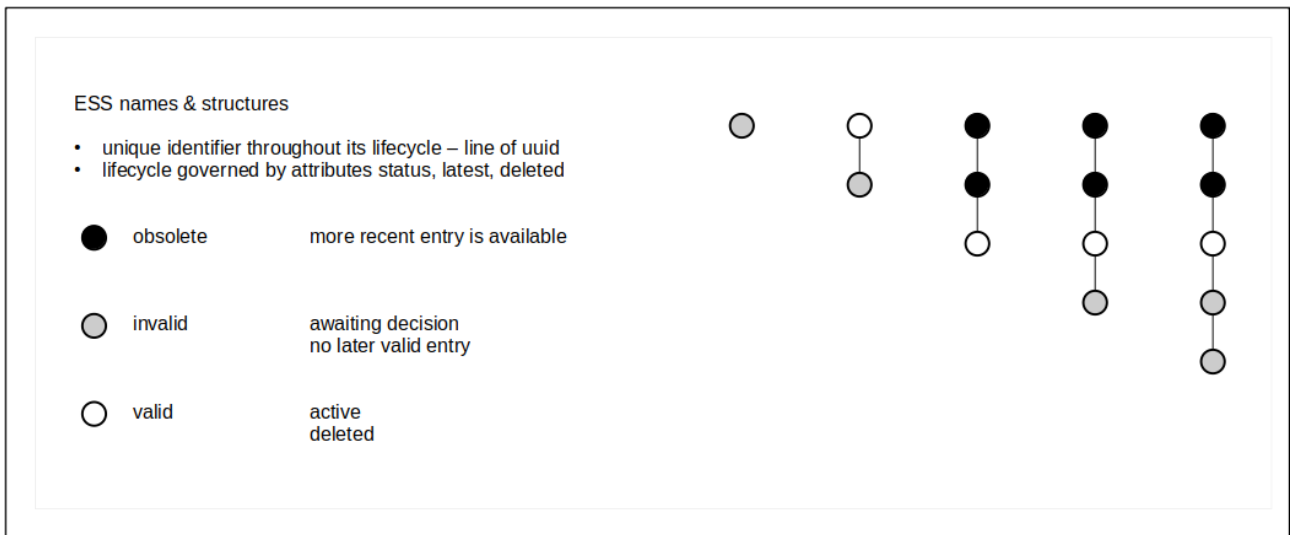 ESS names & structures
• unique identifier throughout its lifecycle – line of uuid
• lifecycle governed by attributes status, latest, deleted
obsolete more recent entry is available
invalid awaiting decision
no later valid entry
valid active
deleted